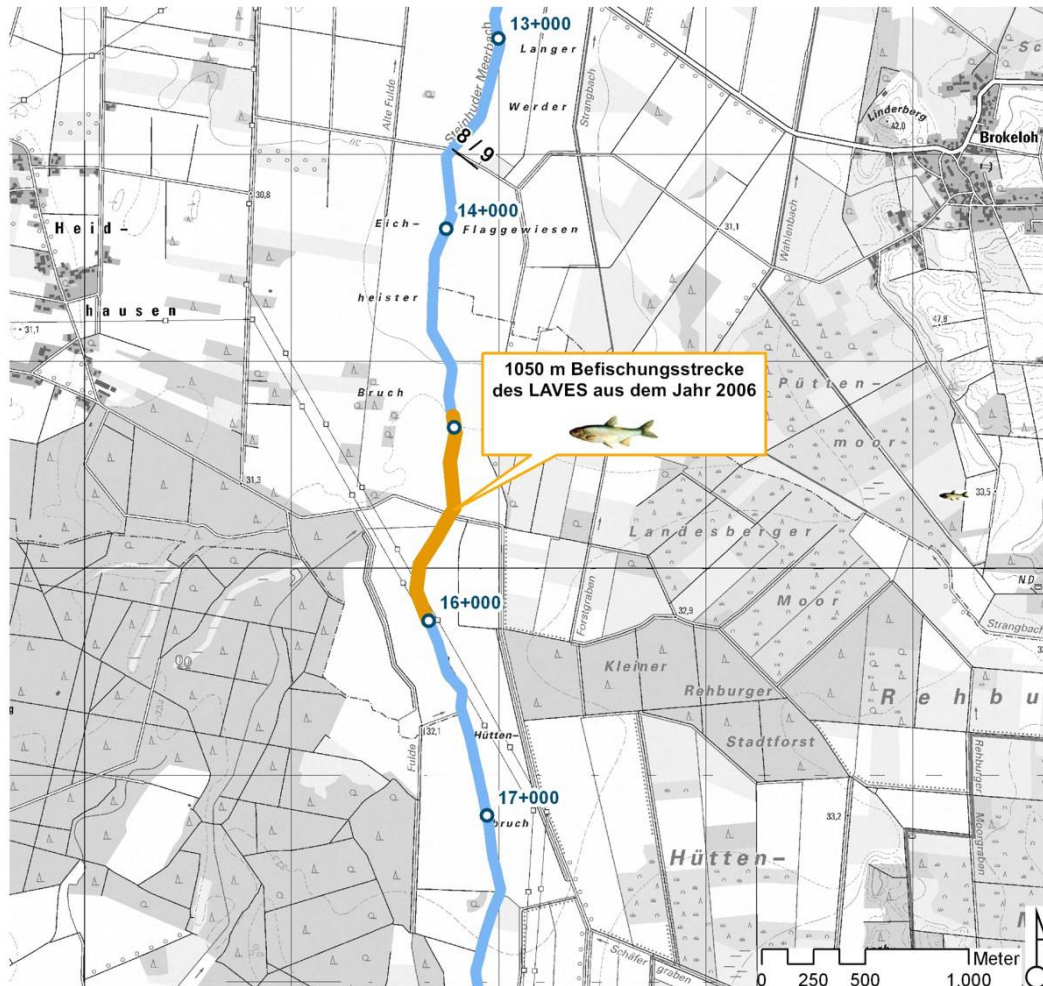 13+000
Langer
Steinhuder Meerbach
Alte Fulde
Werder
Strangbach
Linderberg
42,0
Brokeloh
8 / 9
30,8
14+000
Eich-
Flaggewiesen
31,1
Wahlenbach
Heid-
heister
hausen
47,8
31,1
1050 m Befischungsstrecke
des LAVES aus dem Jahr 2006
Bruch
Pütten-
moor
31,3
33,5
Landesberger
Moor
N D
16+000
Forstgraben
32,9
Strangbach
Kleiner
Rehburger
Rehbu
Stadtforst
32,1
Hütten-
Fulde
17+000
bruch
33,2
Rehburger
Moorgraben
Hütten-
Schäfer
graben
Meter
0 250 500 1.000